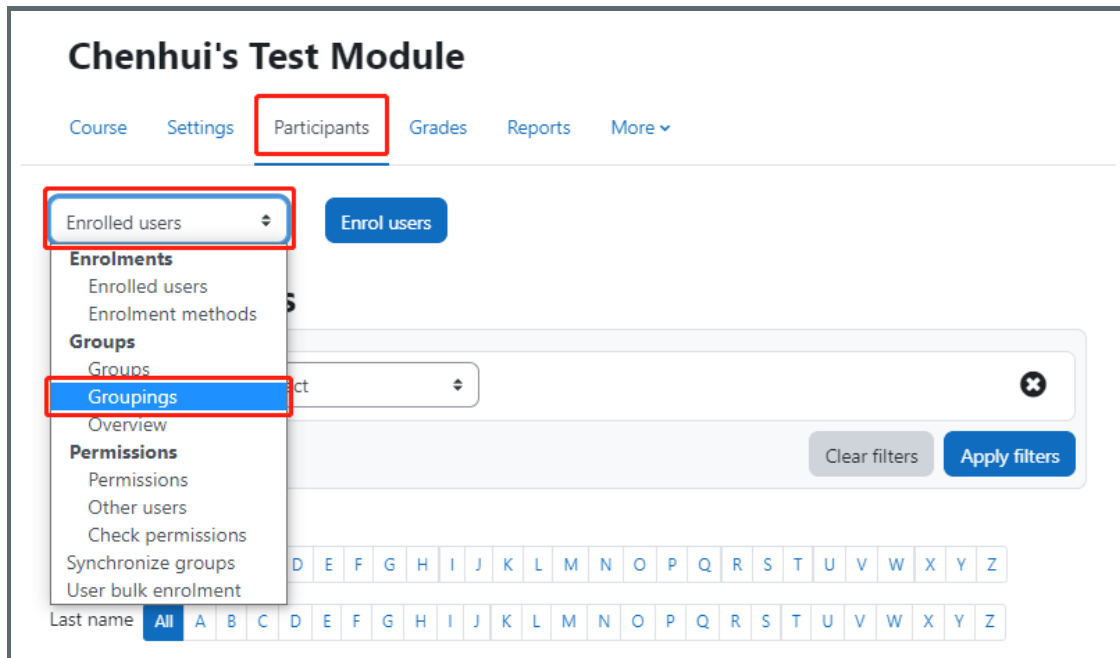 Chenhui's Test Module
Course Settings Participants Grades Reports More
Enrolled users Enrol users
Enrolments
Enrolled users
Enrolment methods
Groups
Groups
Groupings
Overview
Permissions
Permissions
Other users
Check permissions
Synchronize groups
User bulk enrolment
s
ct
Clear filters Apply filters
D E F G H I J K L M N O P Q R S T U V W X Y Z
Last name All A B C D E F G H I J K L M N O P Q R S T U V W X Y Z